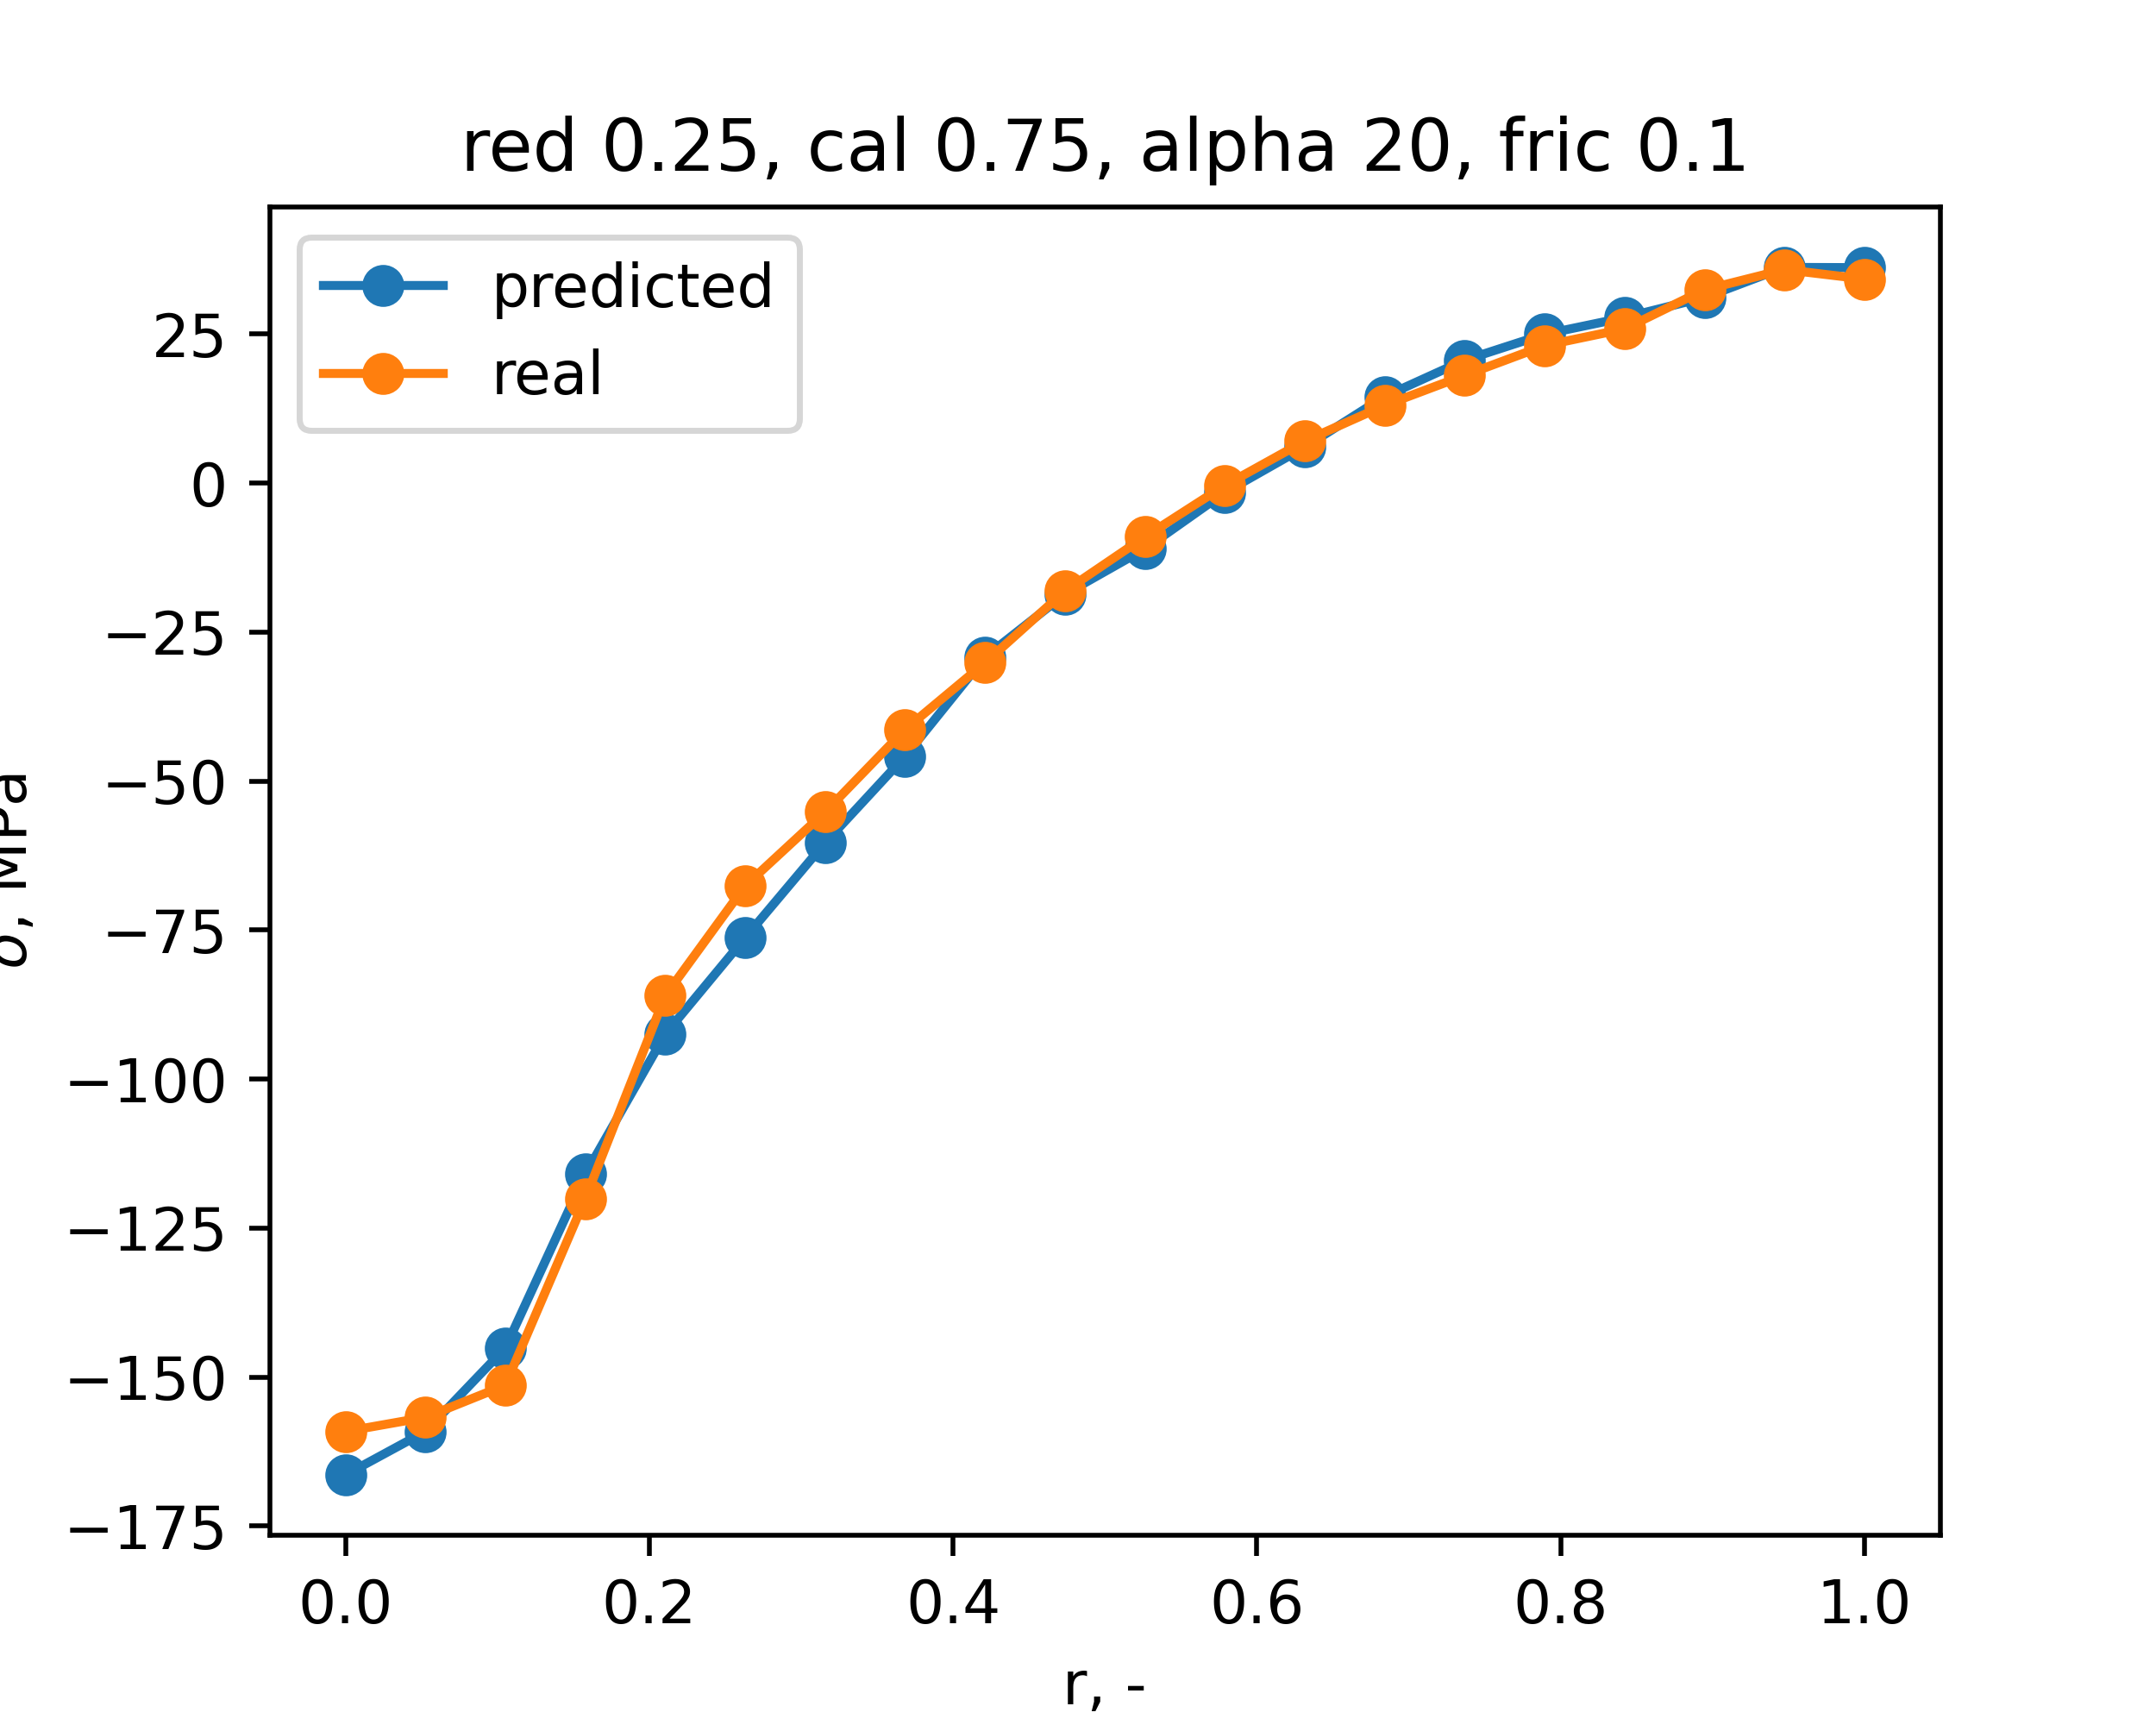 red 0.25, cal 0.75, alpha 20, fric 0.1
predicted
real
25
0
−25
−50
−75
−100
−125
−150
−175
σ, MPa
0.0 0.2 0.4 0.6 0.8 1.0
r, -